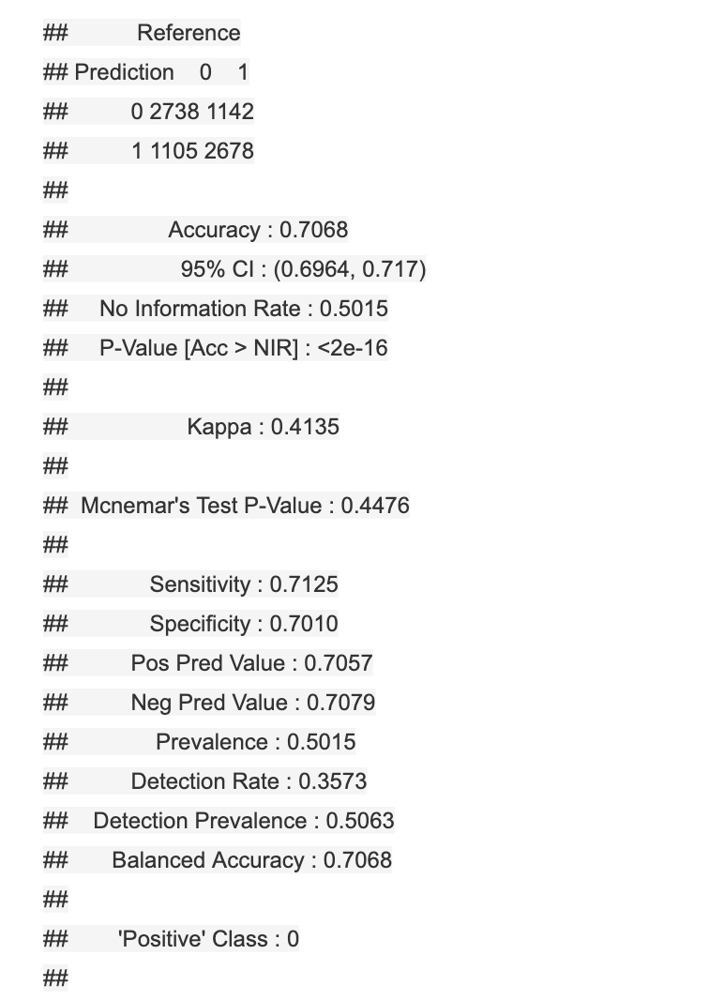 ##           Reference
## Prediction    0    1
##          0 2738 1142
##          1 1105 2678
##
##                Accuracy : 0.7068
##                  95% CI : (0.6964, 0.717)
##     No Information Rate : 0.5015
##     P-Value [Acc > NIR] : <2e-16
##
##                   Kappa : 0.4135
##
##  Mcnemar's Test P-Value : 0.4476
##
##             Sensitivity : 0.7125
##             Specificity : 0.7010
##          Pos Pred Value : 0.7057
##          Neg Pred Value : 0.7079
##              Prevalence : 0.5015
##          Detection Rate : 0.3573
##    Detection Prevalence : 0.5063
##       Balanced Accuracy : 0.7068
##
##        'Positive' Class : 0
##